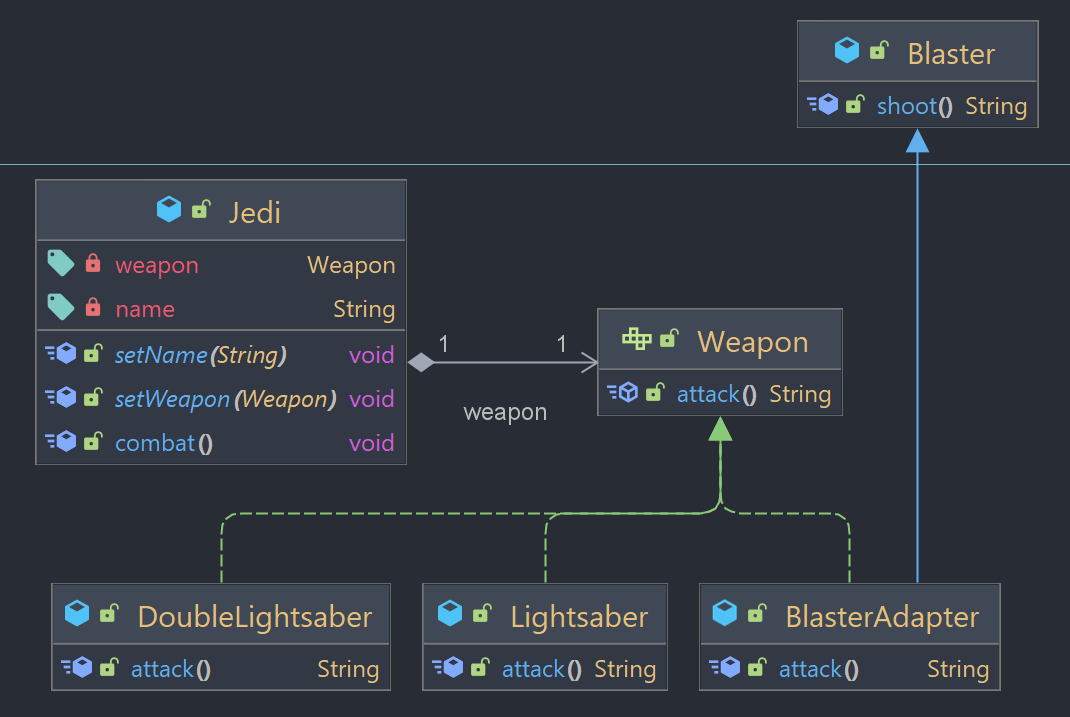 Blaster
shoot() String
Jedi
weapon Weapon
name String
setName(String) void
setWeapon(Weapon) void
combat() void
1 1
weapon
Weapon
attack() String
DoubleLightsaber
attack() String
Lightsaber
attack() String
BlasterAdapter
attack() String